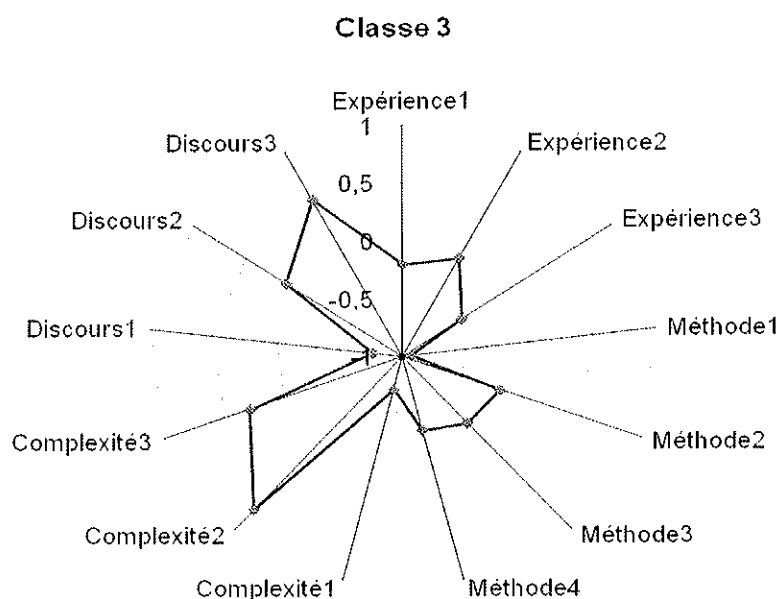 Classe 3
Expérience1
1
Discours3
Expérience2
0,5
Discours2
Expérience3
0
-0,5
Discours1
Méthode1
-1
Complexité3
Méthode2
Complexité2
Méthode3
Complexité1
Méthode4